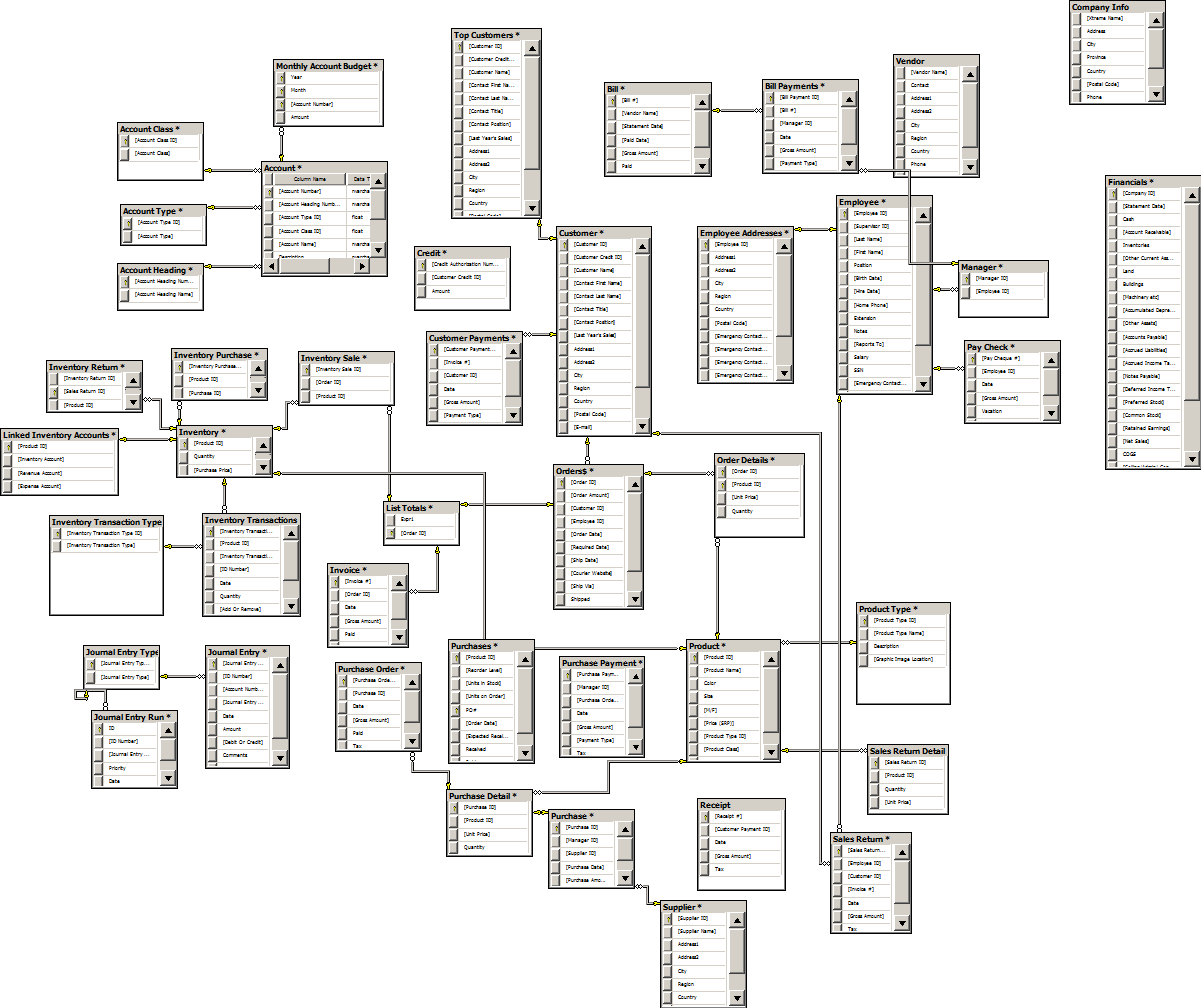 Company Info
[Xtreme Name]
Address
City
Province
Country
[Postal Code]
Phone
Top Customers *
[Customer ID]
[Customer Credit...
[Customer Name]
[Contact First Na...
[Contact Last Na...
[Contact Title]
[Contact Position]
[Last Year's Sales]
Address1
Address2
City
Region
Country
[Postal Code]
Monthly Account Budget *
Year
Month
[Account Number]
Amount
Bill *
[Bill #]
[Vendor Name]
[Statement Date]
[Paid Date]
[Gross Amount]
Paid
Bill Payments *
[Bill Payment ID]
[Bill #]
[Manager ID]
Date
[Gross Amount]
[Payment Type]
Vendor
[Vendor Name]
Contact
Address1
Address2
City
Region
Country
Phone
Account Class *
[Account Class ID]
[Account Class]
Account *
Column Name
Data T
[Account Number]
nvarcha
[Account Heading Numb...
nvarcha
[Account Type ID]
float
[Account Class ID]
float
[Account Name]
nvarcha
Description
nvarcha
Account Type *
[Account Type ID]
[Account Type]
Account Heading *
[Account Heading Num...
[Account Heading Name]
Financials *
[Company ID]
[Statement Date]
Cash
[Account Receivable]
Inventories
[Other Current Ass...
Land
Buildings
[Machinery etc]
[Accumulated Depre...
[Other Assets]
[Accounts Payable]
[Accrued Liabilities]
[Accrued Income Ta...
[Notes Payable]
[Deferred Income T...
[Preferred Stock]
[Common Stock]
[Retained Earnings]
[Net Sales]
COGS
Credit *
[Credit Authorization Num...
[Customer Credit ID]
Amount
Customer *
[Customer ID]
[Customer Credit ID]
[Customer Name]
[Contact First Name]
[Contact Last Name]
[Contact Title]
[Contact Position]
[Last Year's Sales]
Address1
Address2
City
Region
Country
[Postal Code]
[E-mail]
Employee Addresses *
[Employee ID]
Address1
Address2
City
Region
Country
[Postal Code]
[Emergency Contact...
[Emergency Contact...
[Emergency Contact...
[Emergency Contact...
Employee *
[Employee ID]
[Supervisor ID]
[Last Name]
[First Name]
Position
[Birth Date]
[Hire Date]
[Home Phone]
Extension
Notes
[Reports To]
Salary
SSN
[Emergency Contact...
Manager *
[Manager ID]
[Employee ID]
Pay Check *
[Pay Cheque #]
[Employee ID]
Date
[Gross Amount]
Vacation
Customer Payments *
[Customer Payment...
[Invoice #]
[Customer ID]
Date
[Gross Amount]
[Payment Type]
Inventory Return *
[Inventory Return ID]
[Sales Return ID]
[Product ID]
Inventory Purchase *
[Inventory Purchase...
[Product ID]
[Purchase ID]
Inventory Sale *
[Inventory Sale ID]
[Order ID]
[Product ID]
Linked Inventory Accounts *
[Product ID]
[Inventory Account]
[Revenue Account]
[Expense Account]
Inventory *
[Product ID]
Quantity
[Purchase Price]
Orders$ *
[Order ID]
[Order Amount]
[Customer ID]
[Employee ID]
[Order Date]
[Required Date]
[Ship Date]
[Courier Website]
[Ship Via]
Shipped
Order Details *
[Order ID]
[Product ID]
[Unit Price]
Quantity
List Totals *
Expr1
[Order ID]
Inventory Transaction Type
[Inventory Transaction Type ID]
[Inventory Transaction Type]
Inventory Transactions
[Inventory Transacti...
[Product ID]
[Inventory Transacti...
[ID Number]
Date
Quantity
[Add Or Remove]
Invoice *
[Invoice #]
[Order ID]
Date
[Gross Amount]
Paid
Product Type *
[Product Type ID]
[Product Type Name]
Description
[Graphic Image Location]
Journal Entry Type
[Journal Entry Typ...
[Journal Entry Type]
Journal Entry *
[Journal Entry ...
[ID Number]
[Account Numb...
[Journal Entry ...
Date
Amount
[Debit Or Credit]
Comments
Journal Entry Run *
ID
[ID Number]
[Journal Entry ...
Priority
Date
Purchase Order *
[Purchase Orde...
[Purchase ID]
Date
[Gross Amount]
Paid
Tax
Purchases *
[Product ID]
[Reorder Level]
[Units in Stock]
[Units on Order]
PO#
[Order Date]
[Expected Recei...
Received
Purchase Payment *
[Purchase Paym...
[Manager ID]
[Purchase Orde...
Date
[Gross Amount]
[Payment Type]
Tax
Product *
[Product ID]
[Product Name]
Color
Size
[M/F]
[Price (SRP)]
[Product Type ID]
[Product Class]
Sales Return Detail
[Sales Return ID]
[Product ID]
Quantity
[Unit Price]
Purchase Detail *
[Purchase ID]
[Product ID]
[Unit Price]
Quantity
Purchase *
[Purchase ID]
[Manager ID]
[Supplier ID]
[Purchase Date]
[Purchase Amo...
Receipt
[Receipt #]
[Customer Payment ID]
Date
[Gross Amount]
Tax
Sales Return *
[Sales Return...
[Employee ID]
[Customer ID]
[Invoice #]
Date
[Gross Amount]
Tax
Supplier *
[Supplier ID]
[Supplier Name]
Address1
Address2
City
Region
Country